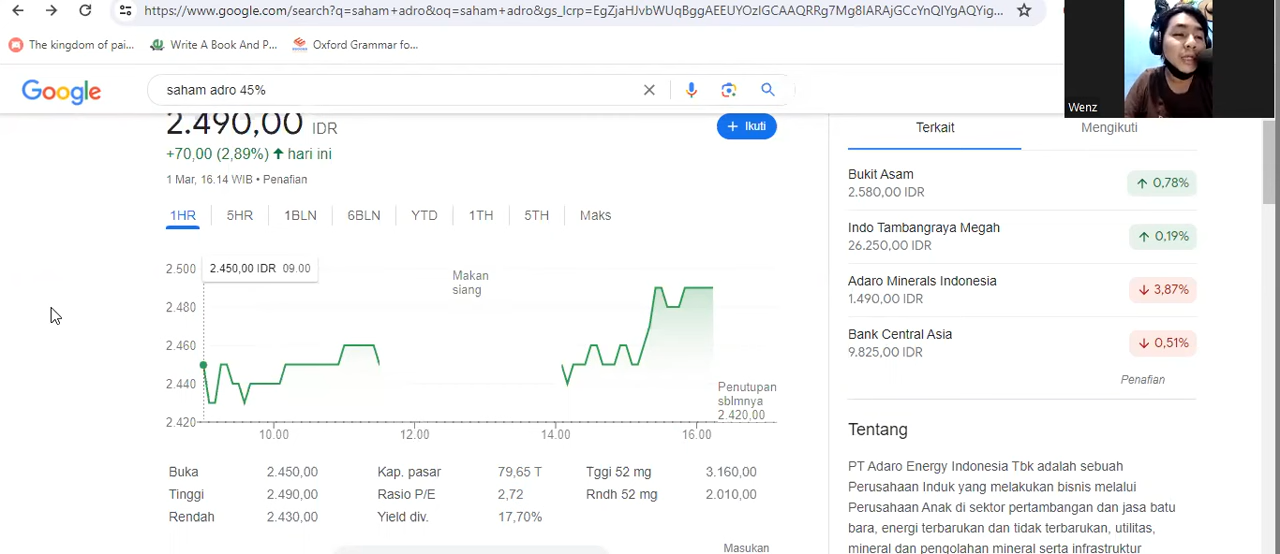 https://www.google.com/search?q=saham+adro&oq=saham+adro&gs_lcrp=EgZjaHJvbWUqBggAEEUYOzIGCAAQRRg7Mg8IARAjGCcYnQIYgAQYig...
The kingdom of pai...
Write A Book And P...
Oxford Grammar fo...
Google
saham adro 45%
Wenz
2.490,00 IDR
+ Ikuti
+70,00 (2,89%) ↑ hari ini
1 Mar, 16.14 WIB • Penafian
1HR 5HR 1BLN 6BLN YTD 1TH 5TH Maks
2.450,00 IDR 09.00
Makan
siang
2.500
2.480
2.460
2.440
2.420
Penutupan
sblmnya
2.420,00
10.00 12.00 14.00 16.00
Buka 2.450,00 Kap. pasar 79,65 T Tggi 52 mg 3.160,00
Tinggi 2.490,00 Rasio P/E 2,72 Rndh 52 mg 2.010,00
Rendah 2.430,00 Yield div. 17,70%
Masukan
Terkait Mengikuti
Bukit Asam
2.580,00 IDR
↑ 0,78%
Indo Tambangraya Megah
26.250,00 IDR
↑ 0,19%
Adaro Minerals Indonesia
1.490,00 IDR
↓ 3,87%
Bank Central Asia
9.825,00 IDR
↓ 0,51%
Penafian
Tentang
PT Adaro Energy Indonesia Tbk adalah sebuah
Perusahaan Induk yang melakukan bisnis melalui
Perusahaan Anak di sektor pertambangan dan jasa batu
bara, energi terbarukan dan tidak terbarukan, utilitas,
mineral dan pengolahan mineral serta infrastruktur